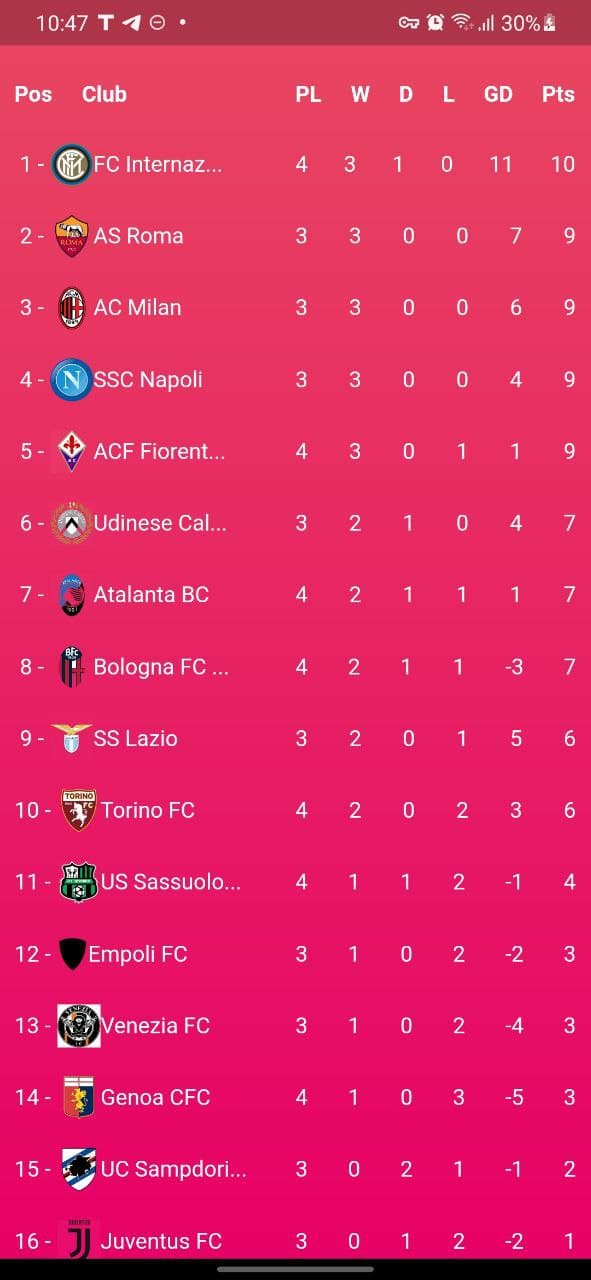 10:47 30%
Pos Club PL W D L GD Pts
1 - FC Internaz... 4 3 1 0 11 10
2 - AS Roma 3 3 0 0 7 9
3 - AC Milan 3 3 0 0 6 9
4 - SSC Napoli 3 3 0 0 4 9
5 - ACF Fiorent... 4 3 0 1 1 9
6 - Udinese Cal... 3 2 1 0 4 7
7 - Atalanta BC 4 2 1 1 1 7
8 - Bologna FC ... 4 2 1 1 -3 7
9 - SS Lazio 3 2 0 1 5 6
10 - Torino FC 4 2 0 2 3 6
11 - US Sassuolo... 4 1 1 2 -1 4
12 - Empoli FC 3 1 0 2 -2 3
13 - Venezia FC 3 1 0 2 -4 3
14 - Genoa CFC 4 1 0 3 -5 3
15 - UC Sampdori... 3 0 2 1 -1 2
16 - Juventus FC 3 0 1 2 -2 1